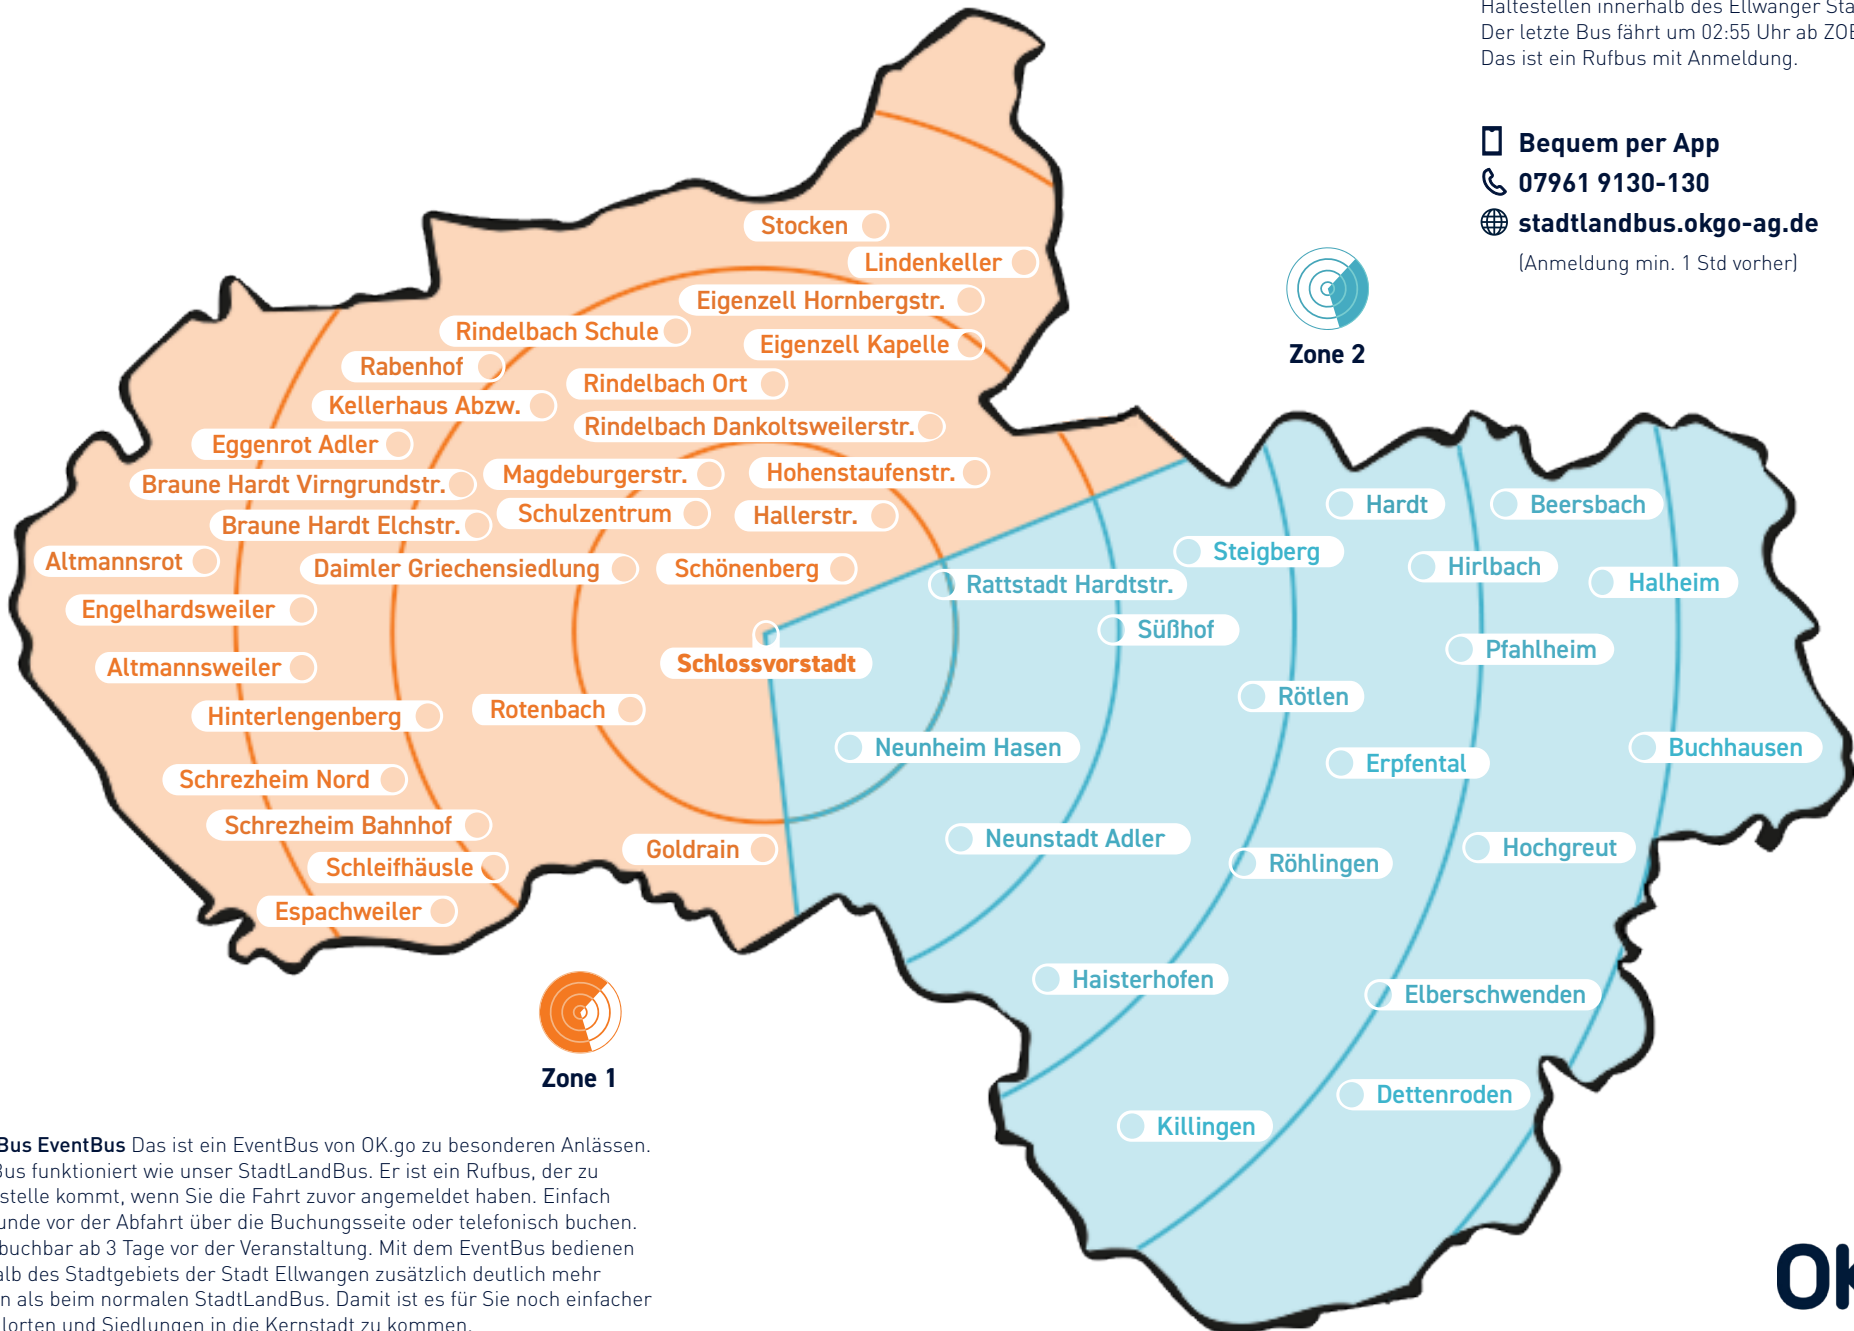 Haltestellen innerhalb des Ellwanger
Der letzte Bus fährt um 02:55 Uhr ab
Das ist ein Rufbus mit Anmeldung.
Bequem per App
07961 9130-130
stadtlandbus.okgo-ag.de
(Anmeldung min. 1 Std vorher)
Zone 2
Stocken
Lindenkeller
Eigenzell Hornbergstr.
Rindelbach Schule
Eigenzell Kapelle
Rabenhof
Rindelbach Ort
Kellerhaus Abzw.
Rindelbach Dankoltsweilerstr.
Eggenrot Adler
Magdeburgerstr.
Hohenstaufenstr.
Braune Hardt Virngrundstr.
Schulzentrum
Hallerstr.
Braune Hardt Elchstr.
Altmannsrot
Daimler Griechensiedlung
Schönenberg
Engelhardsweiler
Schlossvorstadt
Altmannsweiler
Hinterlengenberg
Rotenbach
Schrezheim Nord
Schrezheim Bahnhof
Goldrain
Schleifhäusle
Espachweiler
Hardt
Beersbach
Steigberg
Hirlbach
Rattstadt Hardtstr.
Halheim
Süßhof
Pfahlheim
Rötlen
Neunheim Hasen
Erpfental
Buchhausen
Neunstadt Adler
Röhlingen
Hochgreut
Haisterhofen
Elberschwenden
Dettenroden
Killingen
Zone 1
Bus EventBus Das ist ein EventBus von OK.go zu besonderen Anlässen.
Bus funktioniert wie unser StadtLandBus. Er ist ein Rufbus, der zu
stelle kommt, wenn Sie die Fahrt zuvor angemeldet haben. Einfach
unde vor der Abfahrt über die Buchungsseite oder telefonisch buchen.
buchbar ab 3 Tage vor der Veranstaltung. Mit dem EventBus bedienen
alb des Stadtgebiets der Stadt Ellwangen zusätzlich deutlich mehr
n als beim normalen StadtLandBus. Damit ist es für Sie noch einfacher
lorten und Siedlungen in die Kernstadt zu kommen.
OK